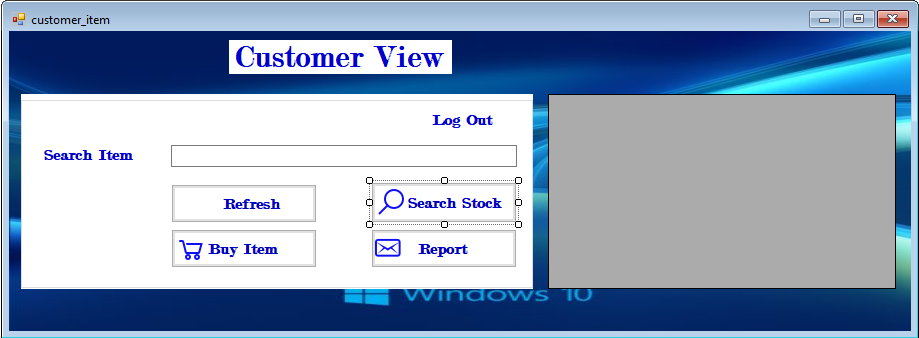 customer_item
Customer View
Log Out
Search Item
Refresh
Search Stock
Buy Item
Report
Windows 10